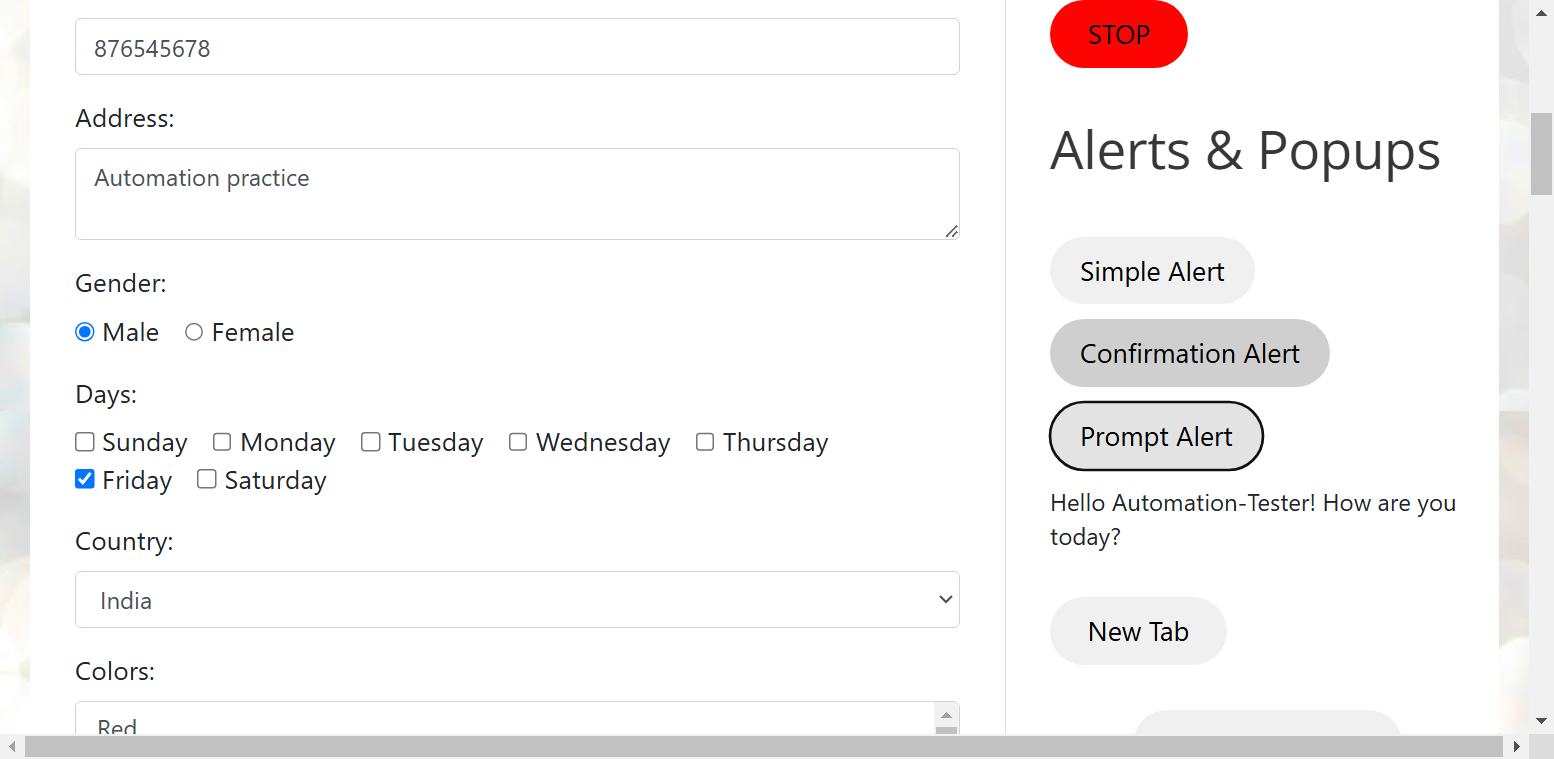 876545678
Address:
Automation practice
Gender:
Male Female
Days:
Sunday Monday Tuesday Wednesday Thursday
Friday Saturday
Country:
India
Colors:
Red
STOP
Alerts & Popups
Simple Alert
Confirmation Alert
Prompt Alert
Hello Automation-Tester! How are you
today?
New Tab